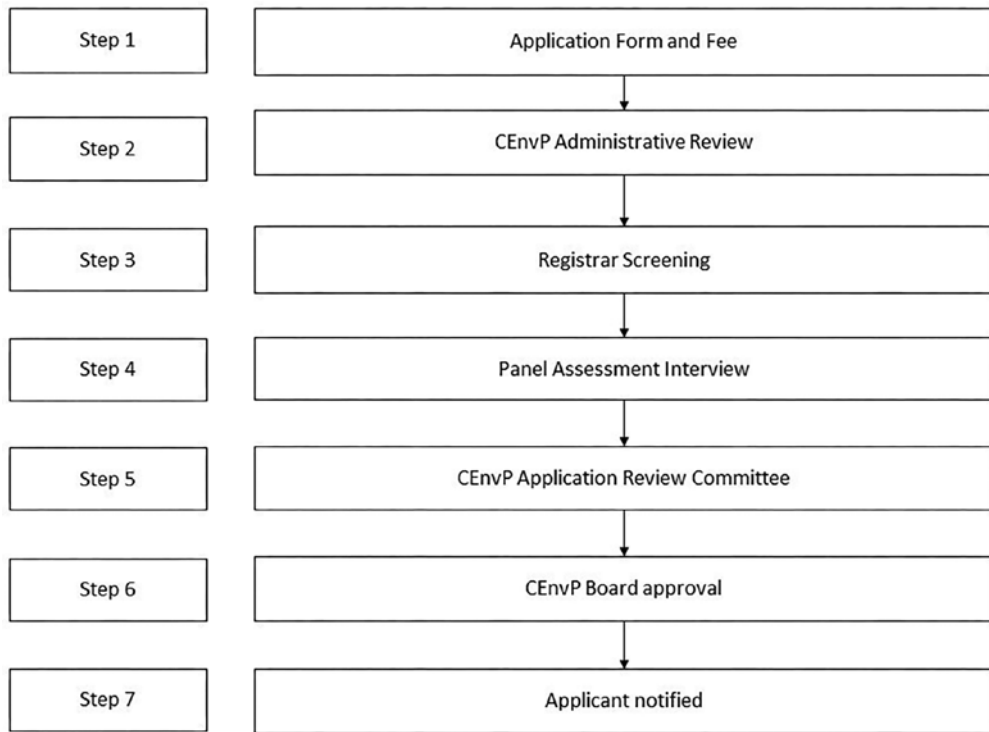 Step 1
Application Form and Fee
Step 2
CEnvP Administrative Review
Step 3
Registrar Screening
Step 4
Panel Assessment Interview
Step 5
CEnvP Application Review Committee
Step 6
CEnvP Board approval
Step 7
Applicant notified